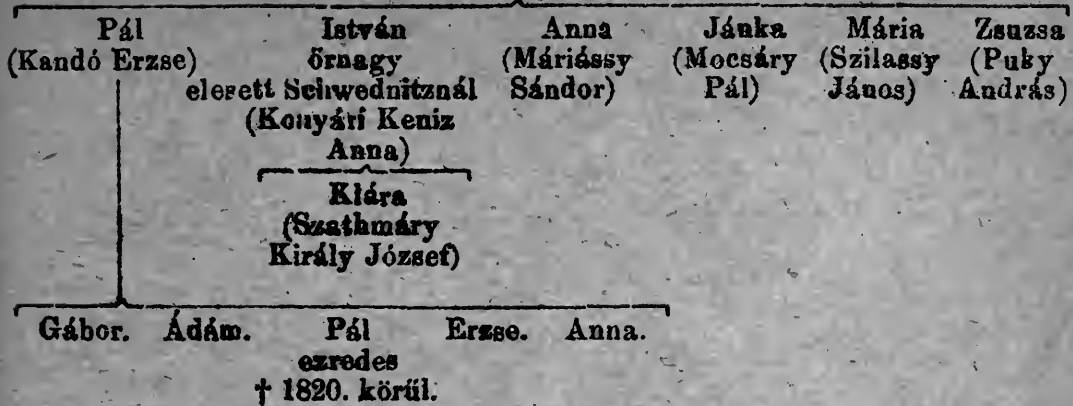 Pál István Anna Jánka Mária Zsuzsa
(Kandó Erzse) őrnagy (Máriássy (Mocsáry (Szilassy (Puky
elesett Schwednitznál Sándor) Pál) János) András)
(Konyári Keniz
Anna)
Klára
(Szathmáry
Király József)
Gábor. Ádám. Pál Erzse. Anna.
ezredes
† 1820. körül.